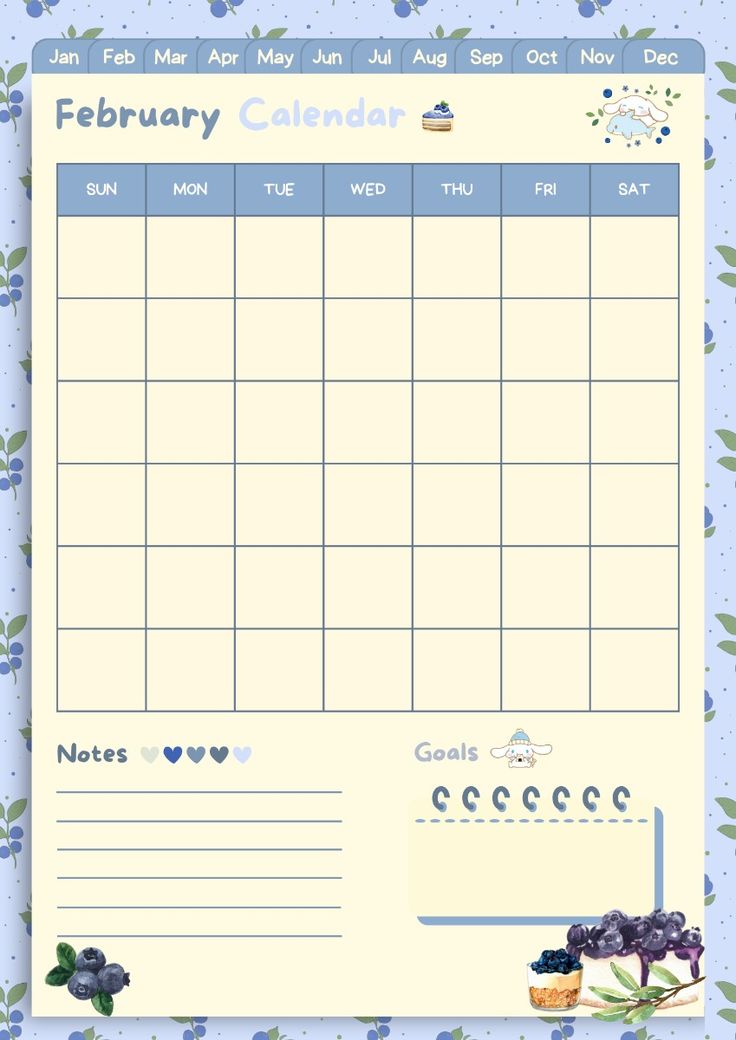 Jan Feb Mar Apr May Jun Jul Aug Sep Oct Nov Dec
February Calendar
SUN MON TUE WED THU FRI SAT
Notes
Goals